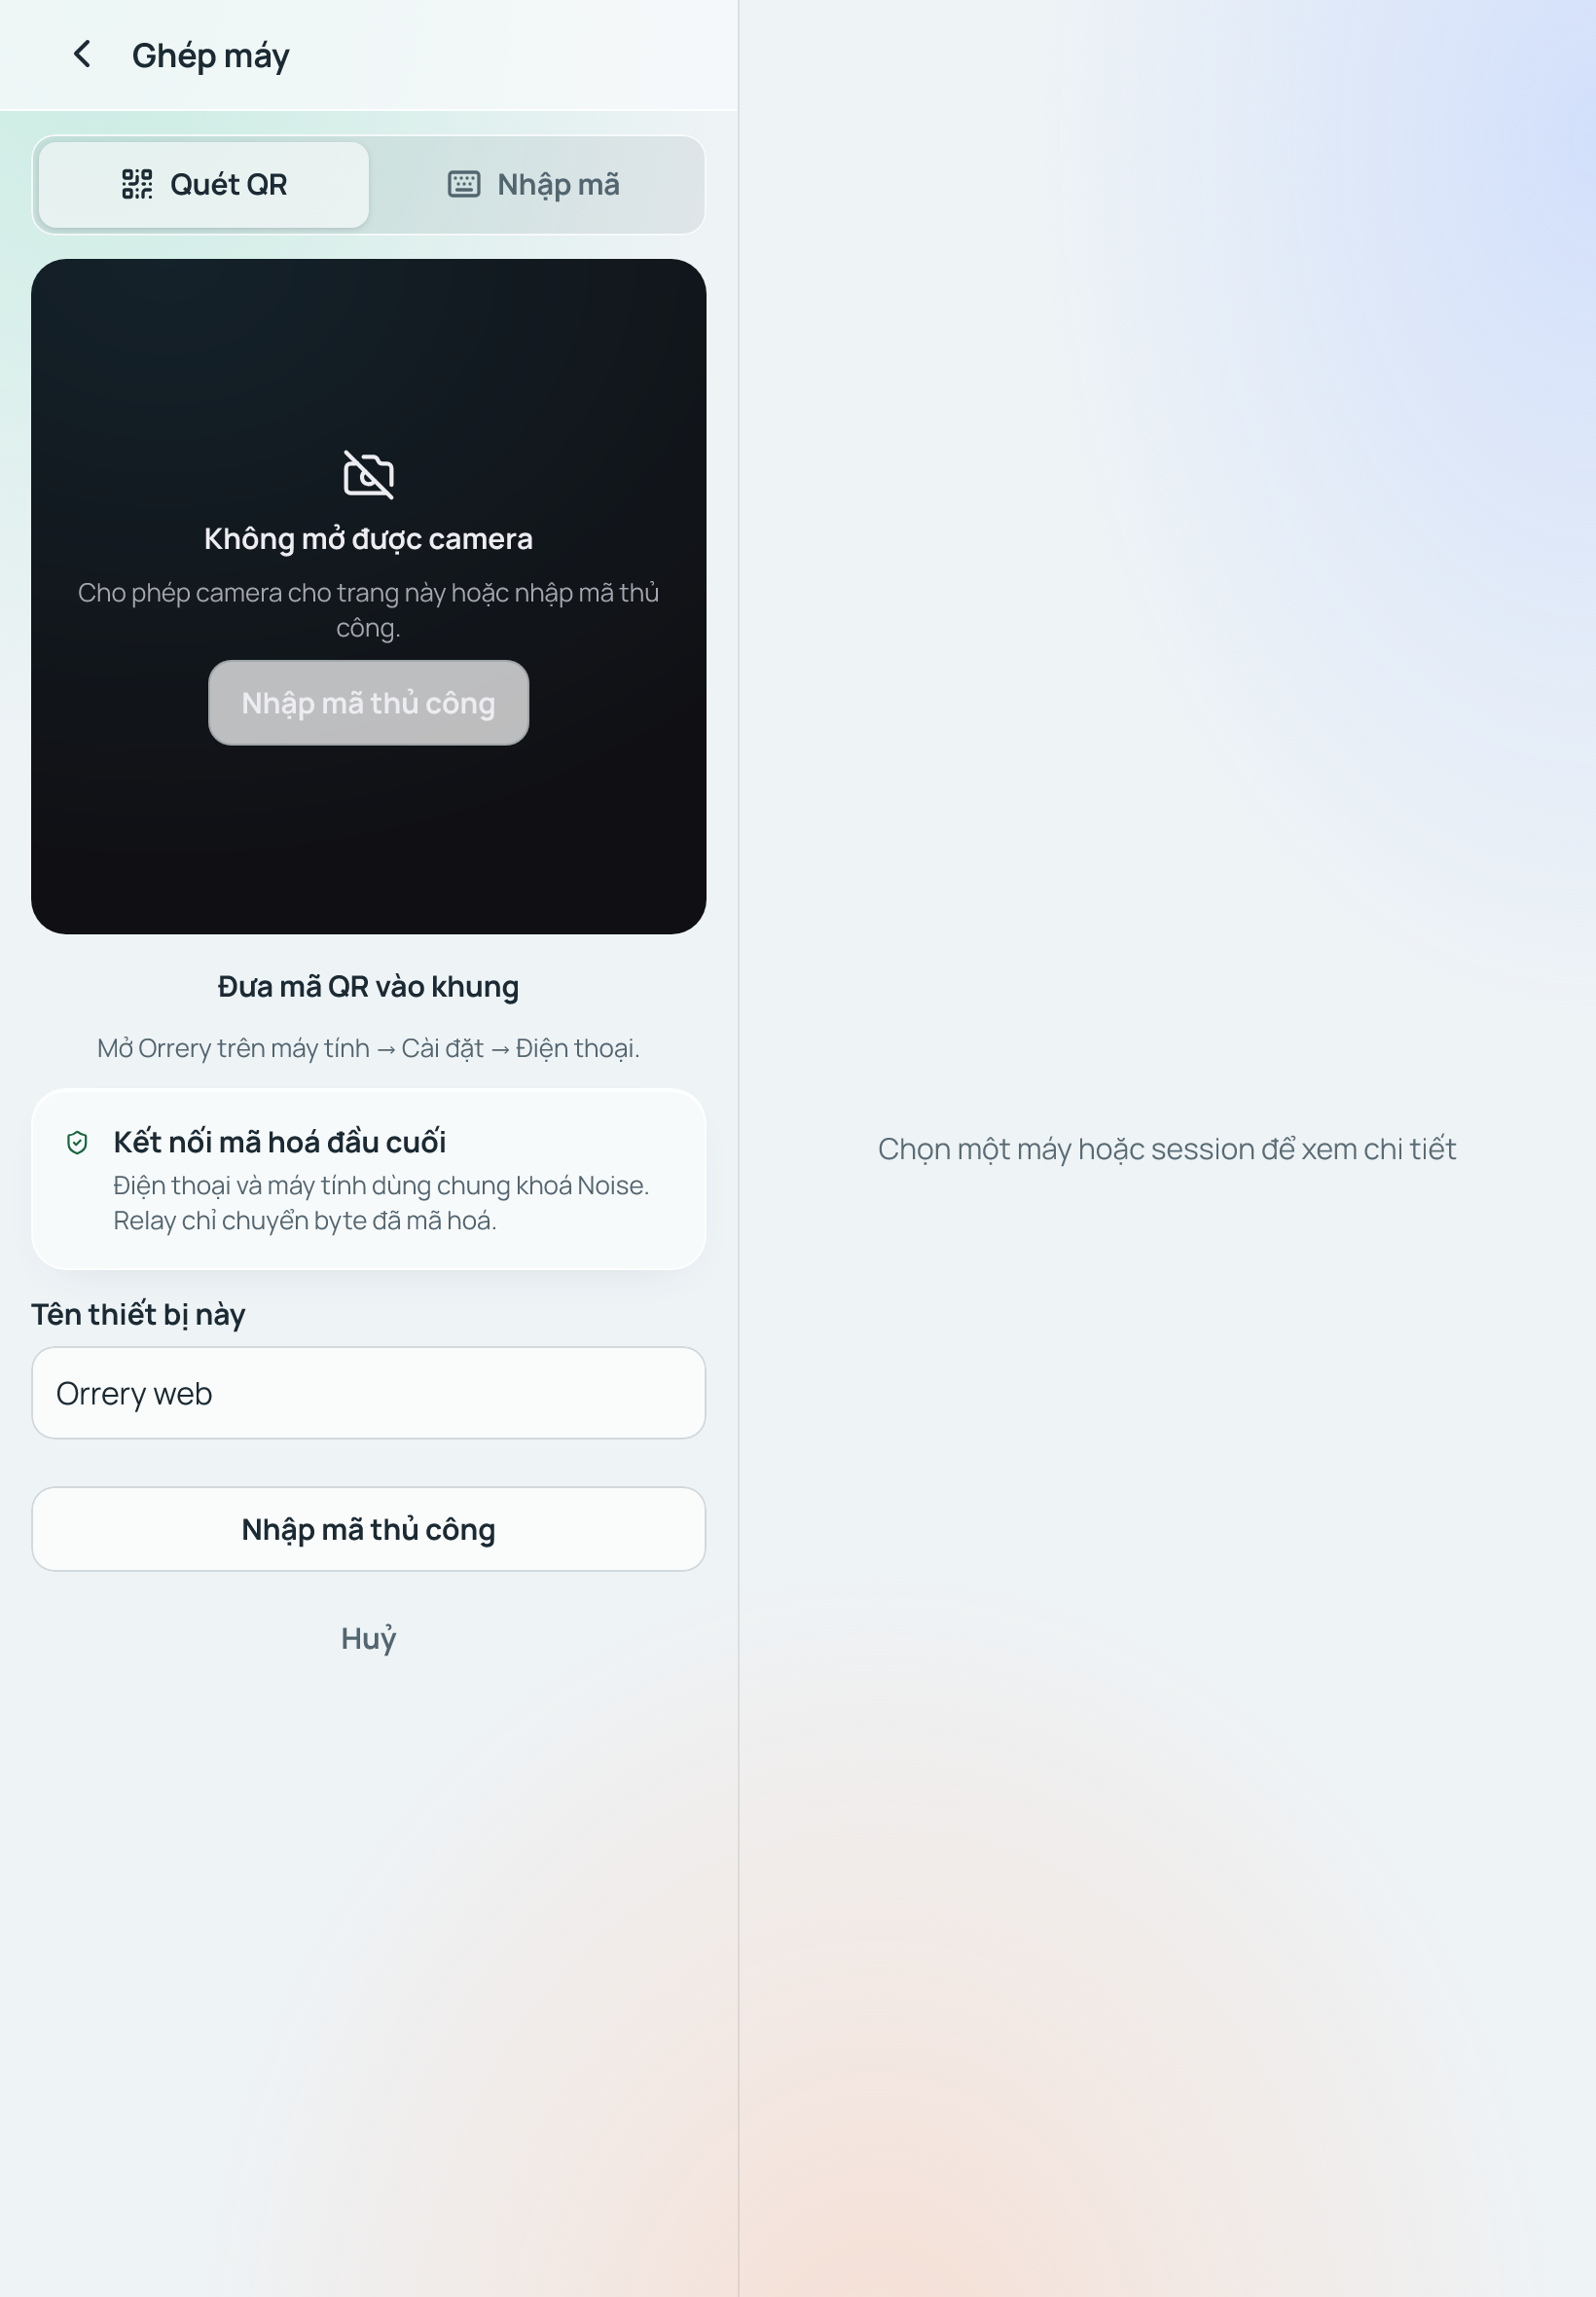 Ghép máy
Quét QR
Nhập mã
Không mở được camera
Cho phép camera cho trang này hoặc nhập mã thủ
công.
Nhập mã thủ công
Đưa mã QR vào khung
Mở Orrery trên máy tính → Cài đặt → Điện thoại.
Kết nối mã hoá đầu cuối
Điện thoại và máy tính dùng chung khoá Noise.
Relay chỉ chuyển byte đã mã hoá.
Tên thiết bị này
Orrery web
Nhập mã thủ công
Huỷ
Chọn một máy hoặc session để xem chi tiết